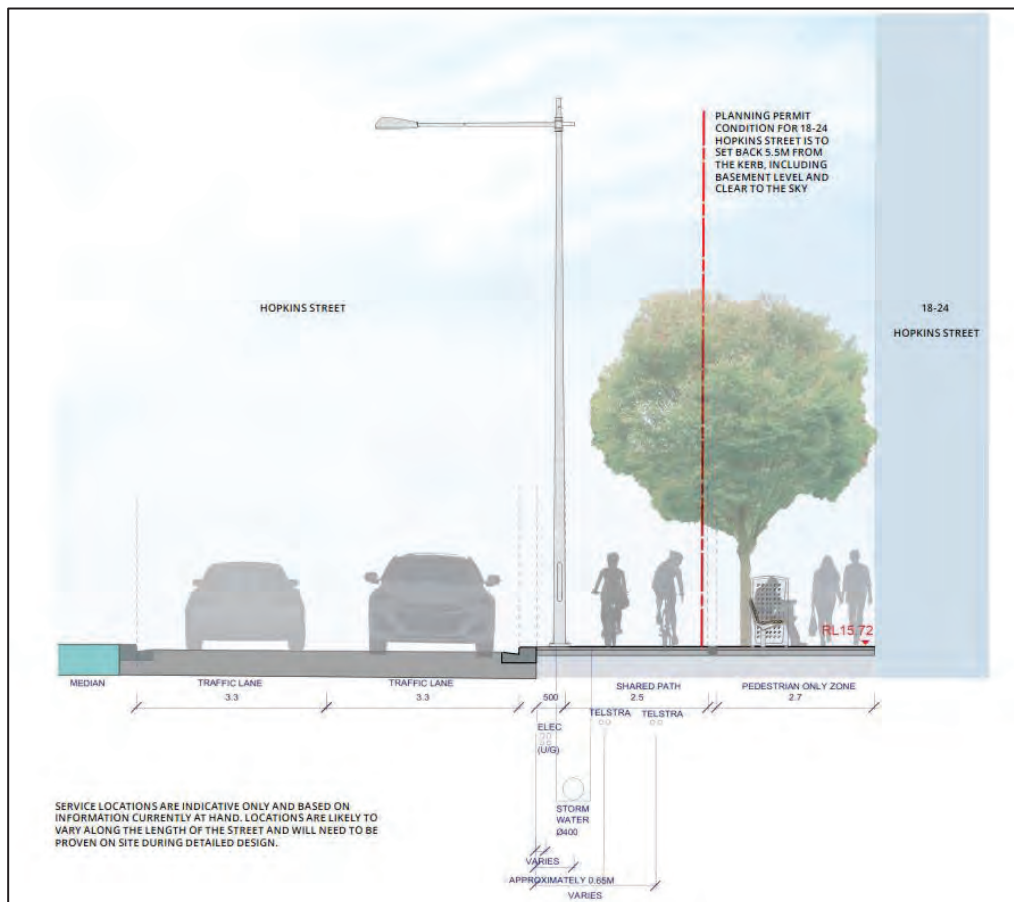 PLANNING PERMIT
CONDITION FOR 18-24
HOPKINS STREET IS TO
SET BACK 5.5M FROM
THE KERB, INCLUDING
BASEMENT LEVEL AND
CLEAR TO THE SKY
HOPKINS STREET
18-24
HOPKINS STREET
RL15.72
MEDIAN
TRAFFIC LANE
3.3
TRAFFIC LANE
3.3
500
SHARED PATH
2.5
PEDESTRIAN ONLY ZONE
2.7
TELSTRA
TELSTRA
ELEC
(U/G)
STORM
WATER
Ø400
SERVICE LOCATIONS ARE INDICATIVE ONLY AND BASED ON
INFORMATION CURRENTLY AT HAND. LOCATIONS ARE LIKELY TO
VARY ALONG THE LENGTH OF THE STREET AND WILL NEED TO BE
PROVEN ON SITE DURING DETAILED DESIGN.
VARIES
APPROXIMATELY 0.65M
VARIES